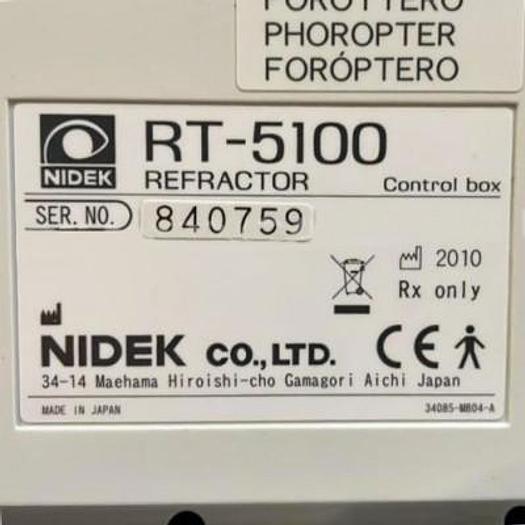 FORÓTTERO
PHOROPTER
FORÓPTERO
NIDEK
RT-5100
REFRACTOR
Control box
SER. NO. 840759
2010
Rx only
NIDEK CO., LTD. CE
34-14 Maehama Hiroishi-cho Gamagori Aichi Japan
MADE IN JAPAN
34085-M804-A